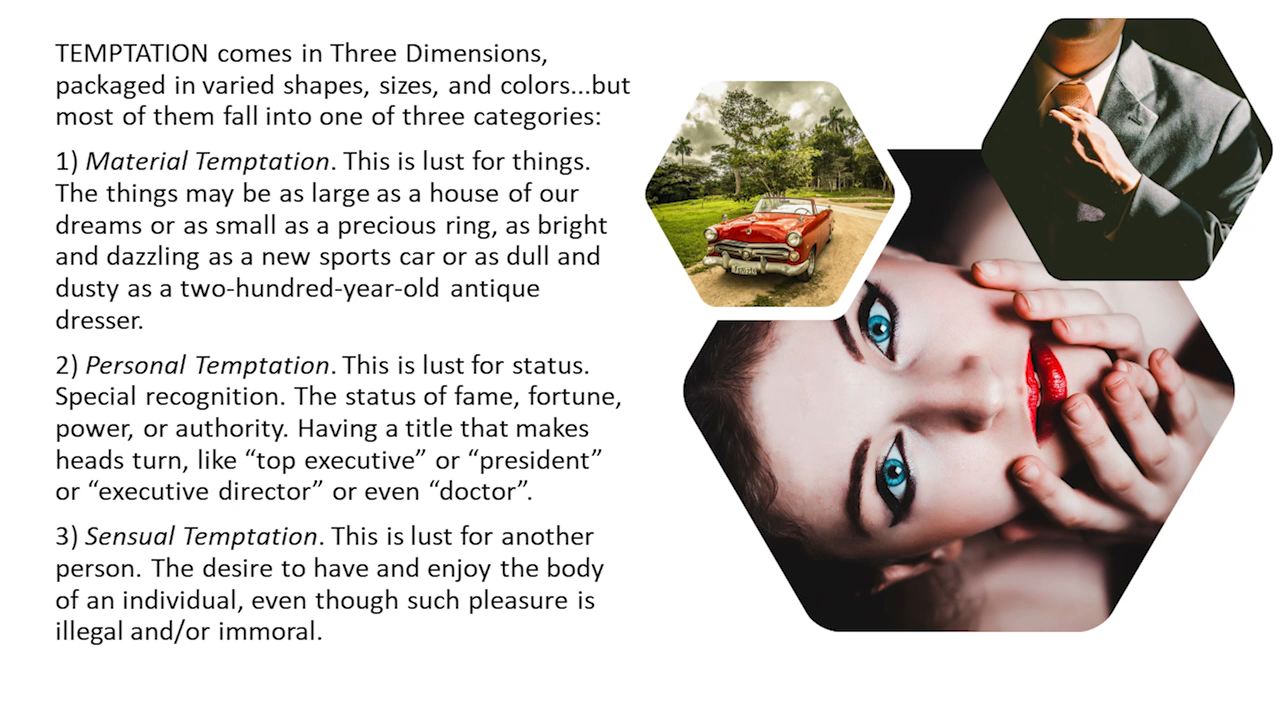 TEMPTATION comes in Three Dimensions,
packaged in varied shapes, sizes, and colors...but
most of them fall into one of three categories:
1) Material Temptation. This is lust for things.
The things may be as large as a house of our
dreams or as small as a precious ring, as bright
and dazzling as a new sports car or as dull and
dusty as a two-hundred-year-old antique
dresser.
2) Personal Temptation. This is lust for status.
Special recognition. The status of fame, fortune,
power, or authority. Having a title that makes
heads turn, like “top executive” or “president”
or “executive director” or even “doctor”.
3) Sensual Temptation. This is lust for another
person. The desire to have and enjoy the body
of an individual, even though such pleasure is
illegal and/or immoral.